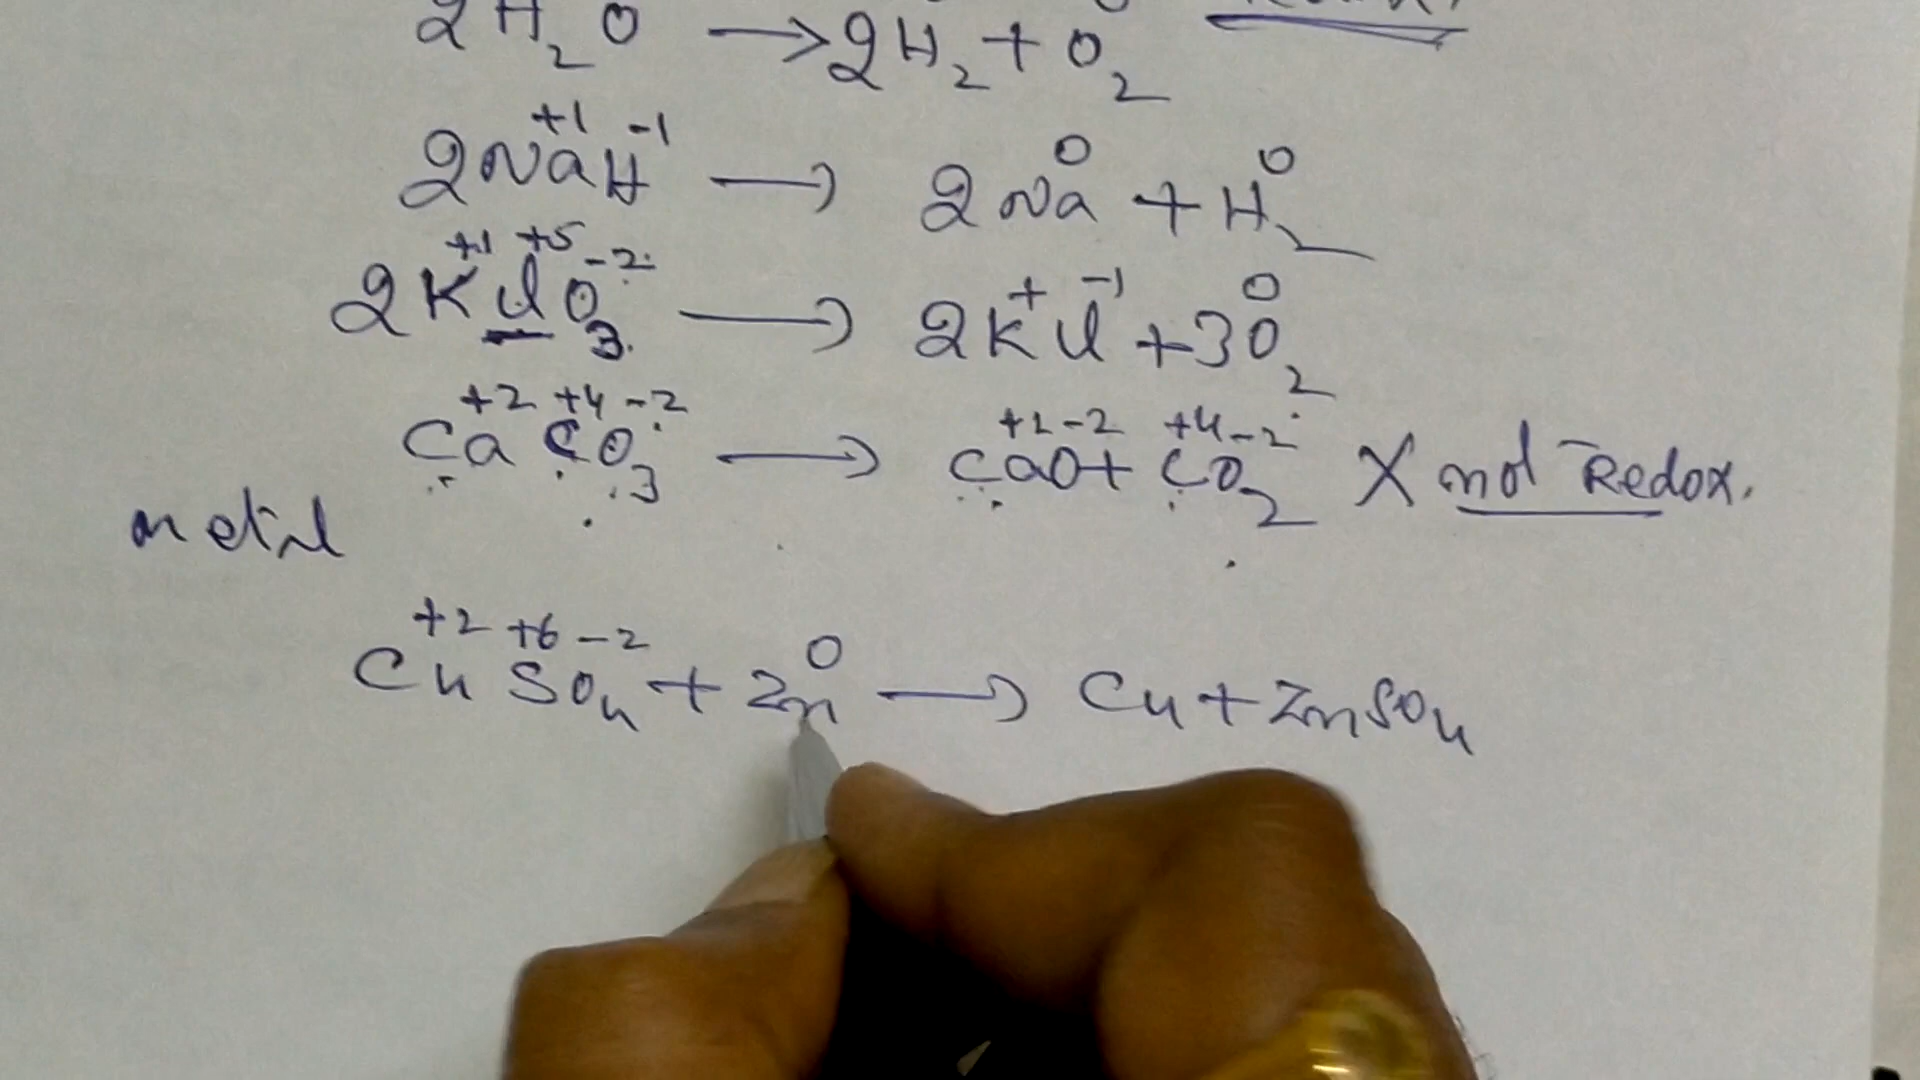 2H₂O → 2H₂ + O₂
+1 -1 0 0
2NaH → 2Na + H₂
+1 +5 -2 + -1 0
2KClO₃ → 2KCl + 3O₂
+2 +4 -2 +2 -2 +4 -2
CaCO₃ → CaO + CO₂ X not Redox.
+2 +6 -2 0
CuSO₄ + Zn → Cu + ZnSO₄